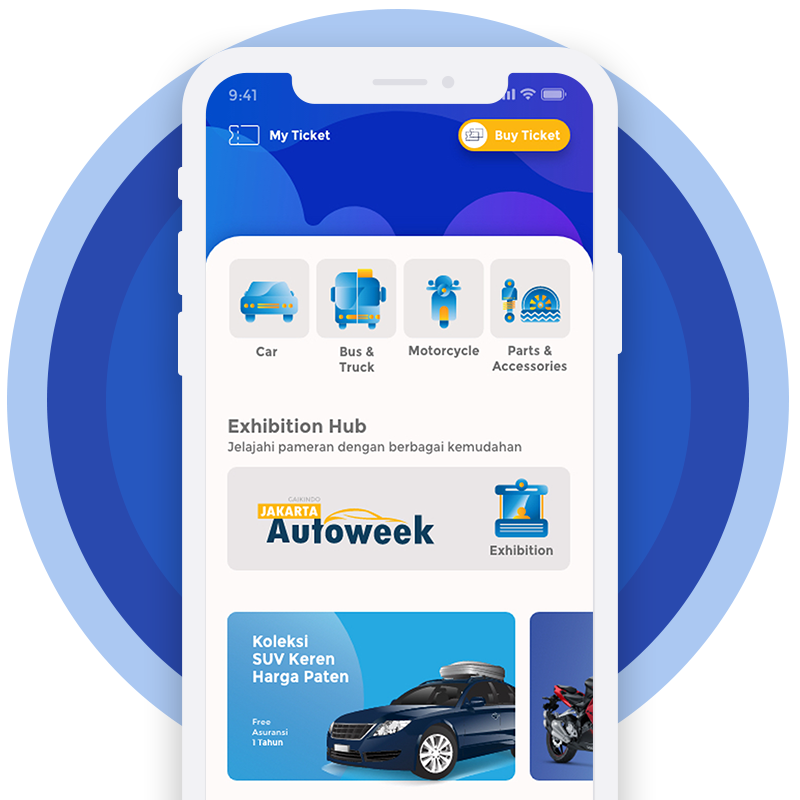 9:41
My Ticket
Buy Ticket
Car
Bus &
Truck
Motorcycle
Parts &
Accessories
Exhibition Hub
Jelajahi pameran dengan berbagai kemudahan
GAIKINDO
JAKARTA
Autoweek
Exhibition
Koleksi
SUV Keren
Harga Paten
Free
Asuransi
1 Tahun